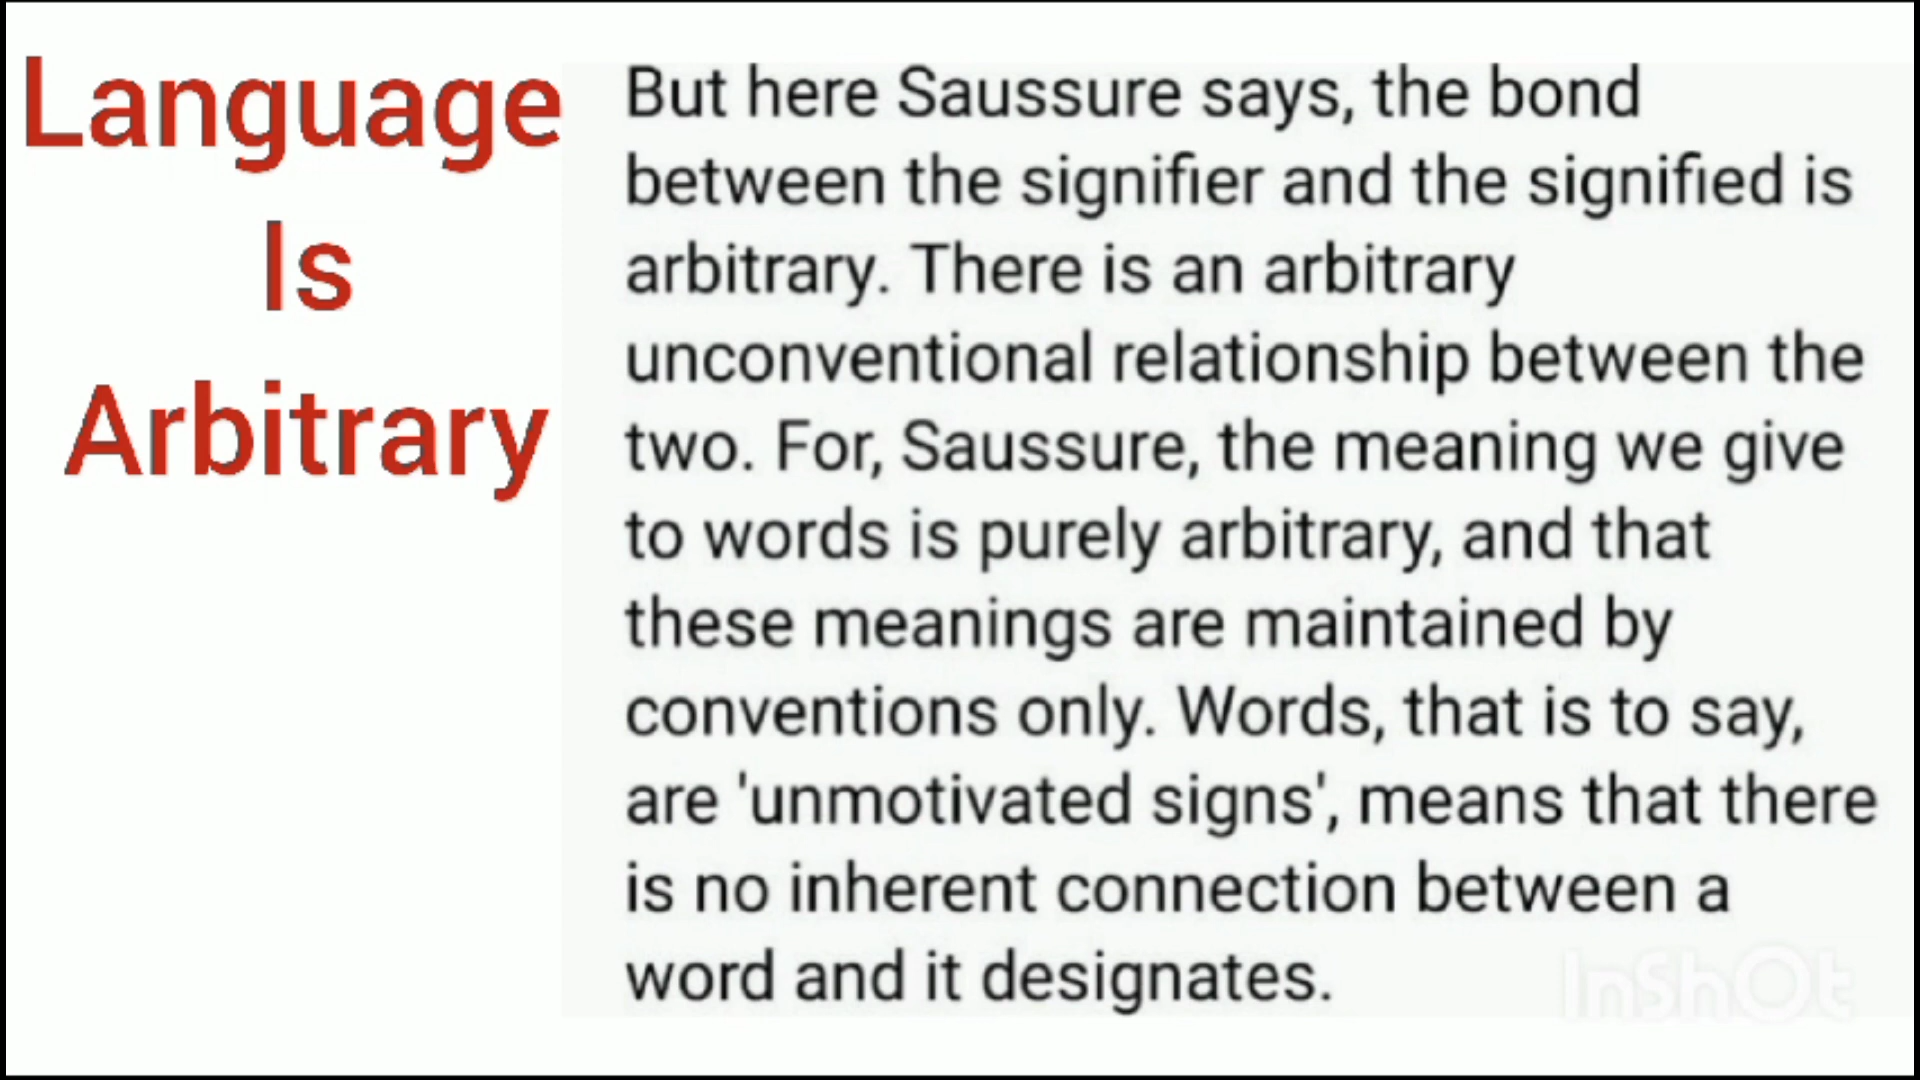 Language
Is
Arbitrary
But here Saussure says, the bond
between the signifier and the signified is
arbitrary. There is an arbitrary
unconventional relationship between the
two. For, Saussure, the meaning we give
to words is purely arbitrary, and that
these meanings are maintained by
conventions only. Words, that is to say,
are 'unmotivated signs', means that there
is no inherent connection between a
word and it designates.
InShOt